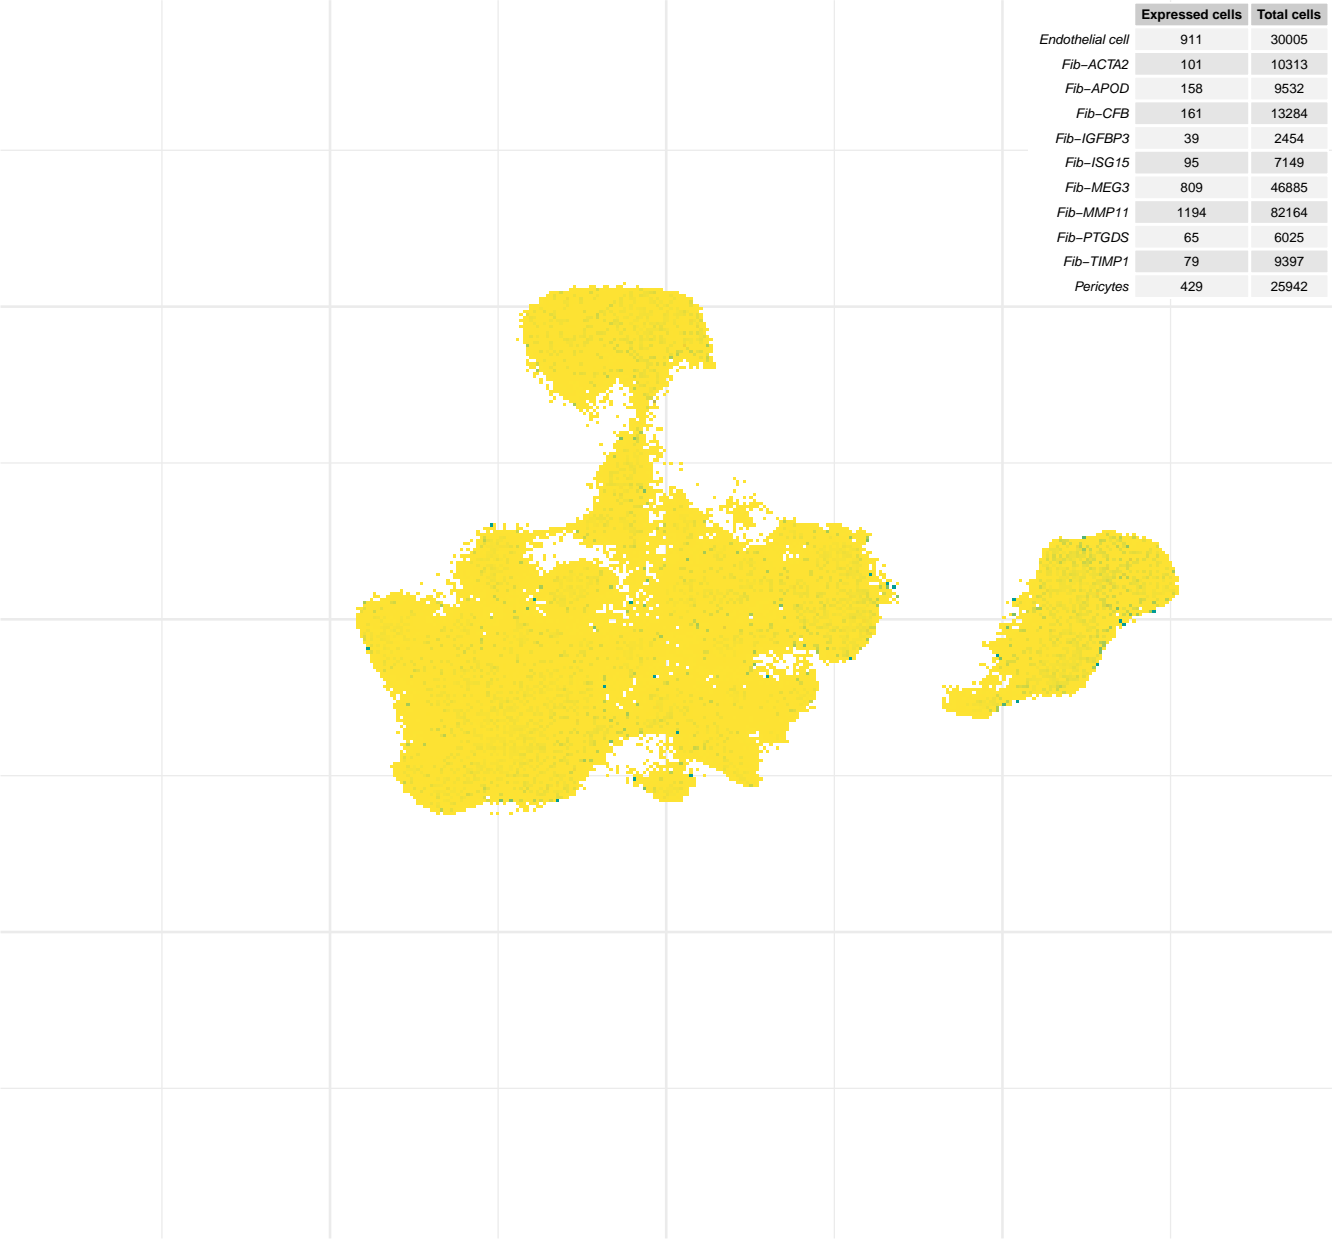 Expressed cells Total cells
Endothelial cell 911 30005
Fib−ACTA2 101 10313
Fib−APOD 158 9532
Fib−CFB 161 13284
Fib−IGFBP3 39 2454
Fib−ISG15 95 7149
Fib−MEG3 809 46885
Fib−MMP11 1194 82164
Fib−PTGDS 65 6025
Fib−TIMP1 79 9397
Pericytes 429 25942